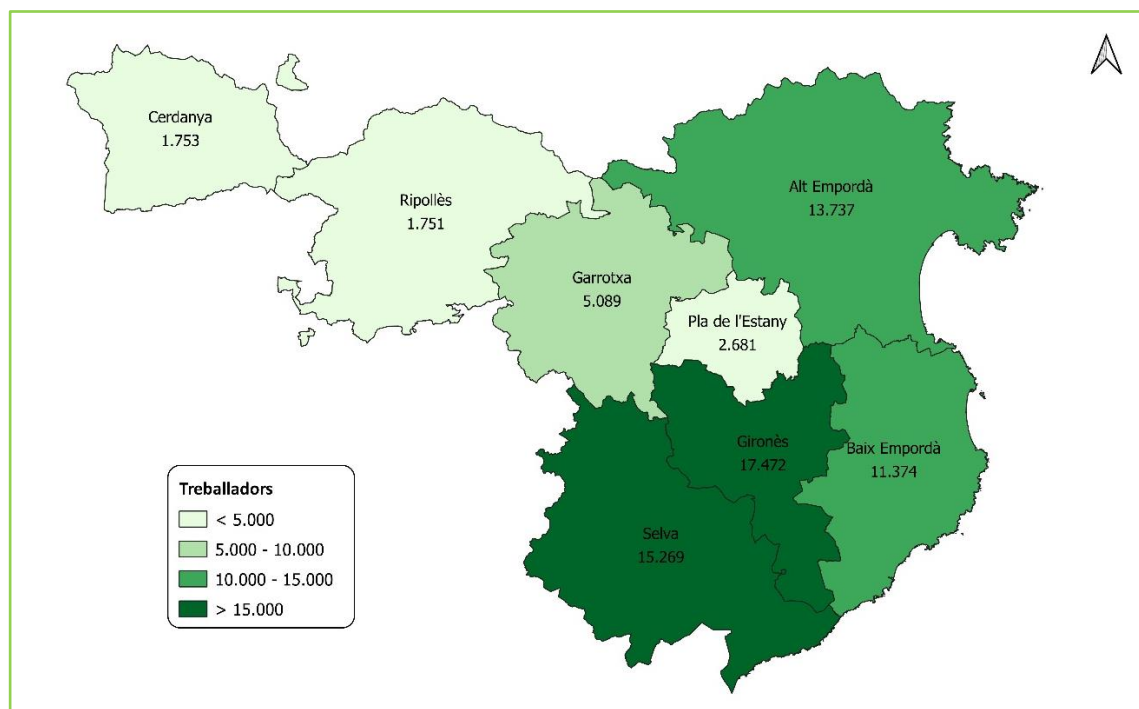 Cerdanya
1.753
Ripollès
1.751
Alt Empordà
13.737
Garrotxa
5.089
Pla de l'Estany
2.681
Gironès
17.472
Baix Empordà
11.374
Selva
15.269
Treballadors
< 5.000
5.000 - 10.000
10.000 - 15.000
> 15.000